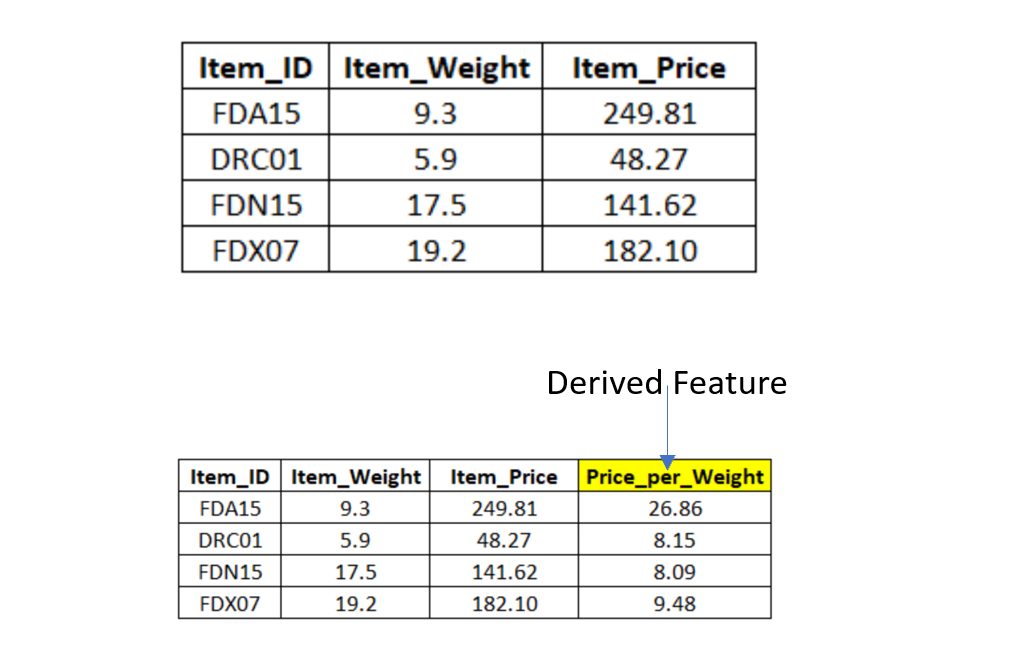 Item_ID Item_Weight Item_Price
FDA15 9.3 249.81
DRC01 5.9 48.27
FDN15 17.5 141.62
FDX07 19.2 182.10
Derived Feature
Item_ID Item_Weight Item_Price Price_per_Weight
FDA15 9.3 249.81 26.86
DRC01 5.9 48.27 8.15
FDN15 17.5 141.62 8.09
FDX07 19.2 182.10 9.48